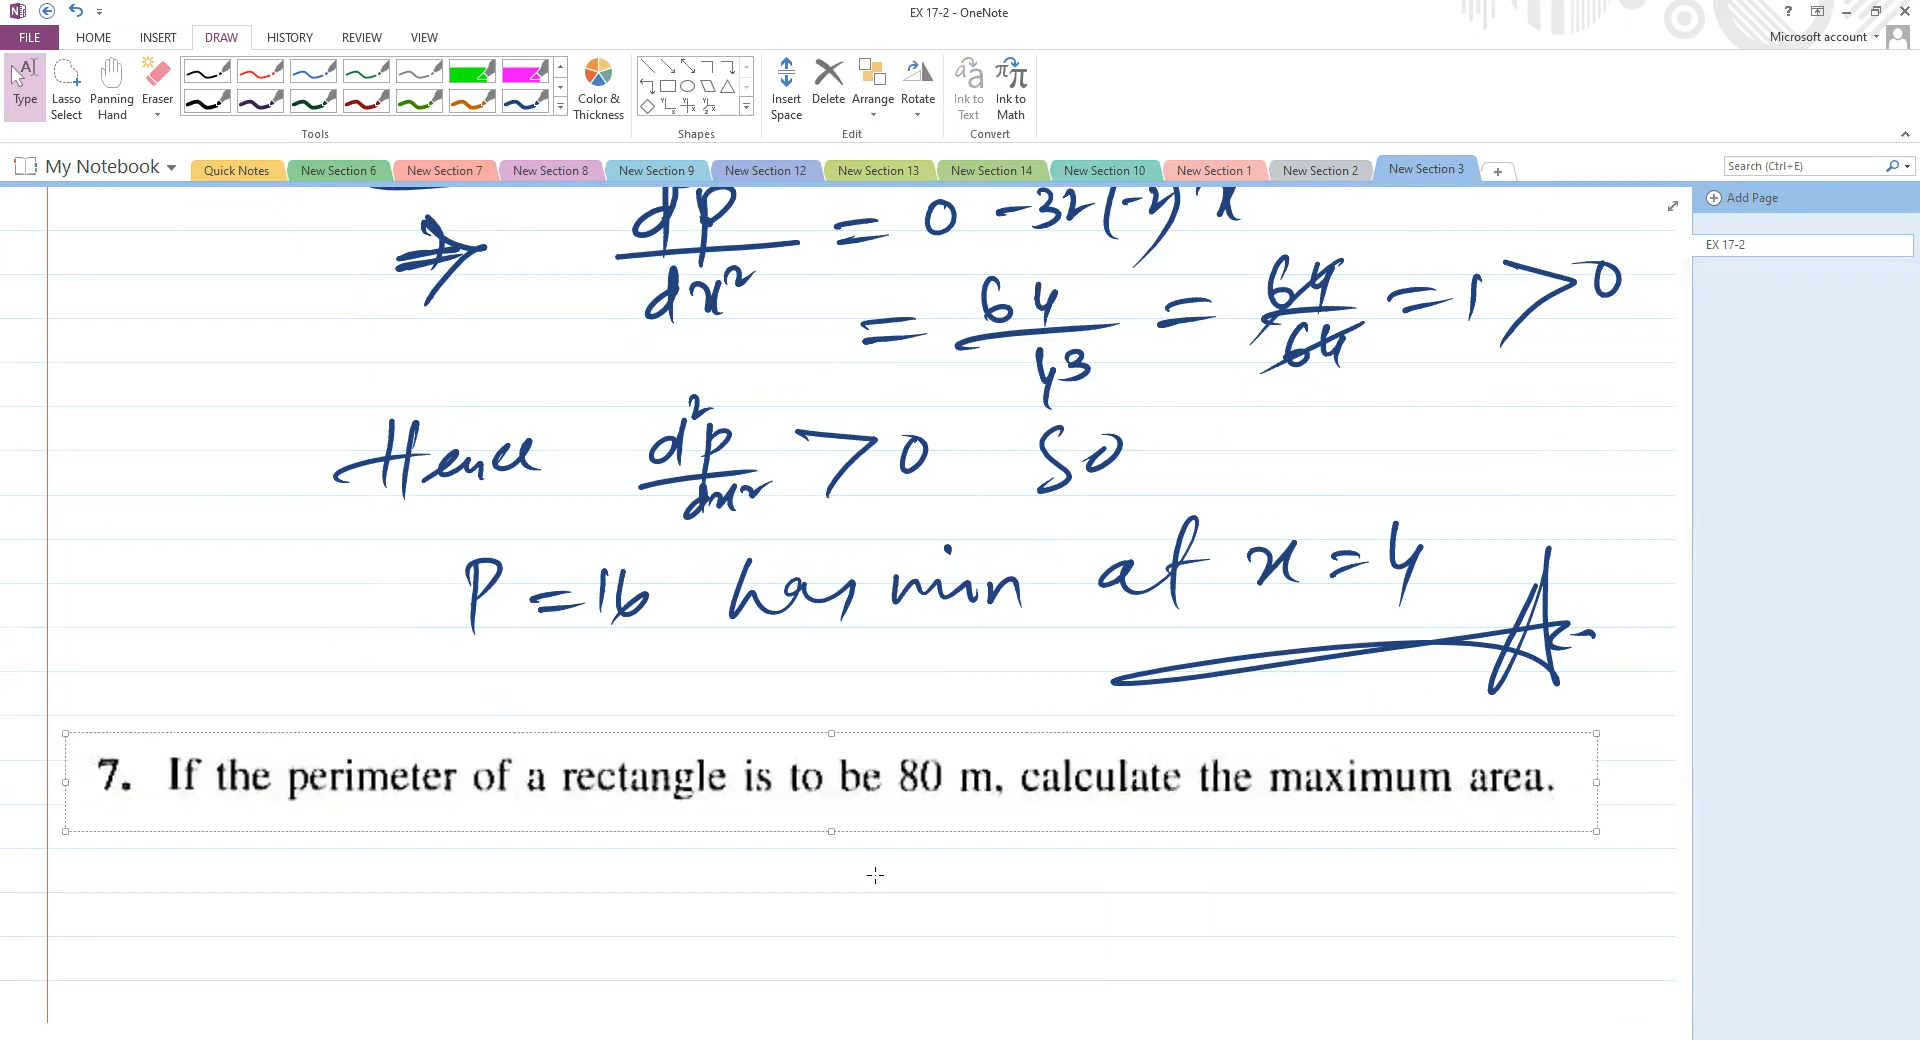 EX 17-2 - OneNote
?
FILE HOME INSERT DRAW HISTORY REVIEW VIEW
Microsoft account
Type
Lasso Select
Panning Hand
Eraser
Color & Thickness
Insert Space
Delete
Arrange
Rotate
Ink to Text
Ink to Math
Tools Shapes Edit Convert
My Notebook Quick Notes New Section 6 New Section 7 New Section 8 New Section 9 New Section 12 New Section 13 New Section 14 New Section 10 New Section 1 New Section 2 New Section 3 +
Search (Ctrl+E)
Add Page
EX 17-2
⇒ dp/dx² = 0 -32(-2) x
= 64/43 = 64/64 = 1 > 0
Hence d²p/dx² > 0 So
P = 16 has min at x = 4
7. If the perimeter of a rectangle is to be 80 m, calculate the maximum area.